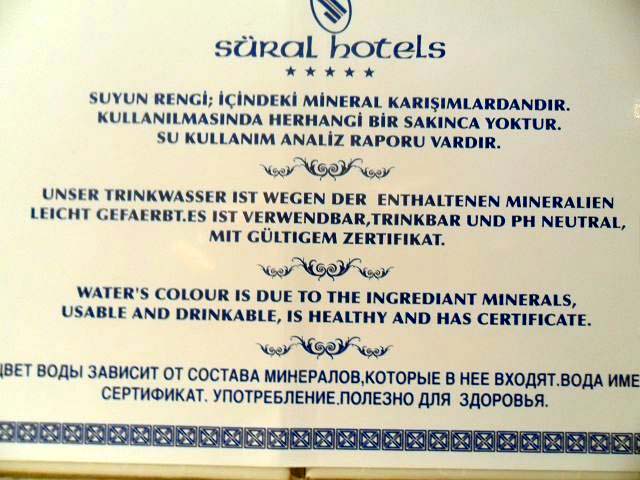 süral hotels
SUYUN RENGİ; İÇİNDEKİ MİNERAL KARIŞIMLARDANDIR.
KULLANILMASINDA HERHANGİ BİR SAKINCA YOKTUR.
SU KULLANIM ANALİZ RAPORU VARDIR.
UNSER TRINKWASSER IST WEGEN DER ENTHALTENEN MINERALIEN
LEICHT GEFAERBT.ES IST VERWENDBAR,TRINKBAR UND PH NEUTRAL,
MIT GÜLTIGEM ZERTIFIKAT.
WATER'S COLOUR IS DUE TO THE INGREDIANT MINERALS,
USABLE AND DRINKABLE, IS HEALTHY AND HAS CERTIFICATE.
ЦВЕТ ВОДЫ ЗАВИСИТ ОТ СОСТАВА МИНЕРАЛОВ,КОТОРЫЕ В НЕЕ ВХОДЯТ.ВОДА ИМЕ
СЕРТИФИКАТ. УПОТРЕБЛЕНИЕ.ПОЛЕЗНО ДЛЯ ЗДОРОВЬЯ.